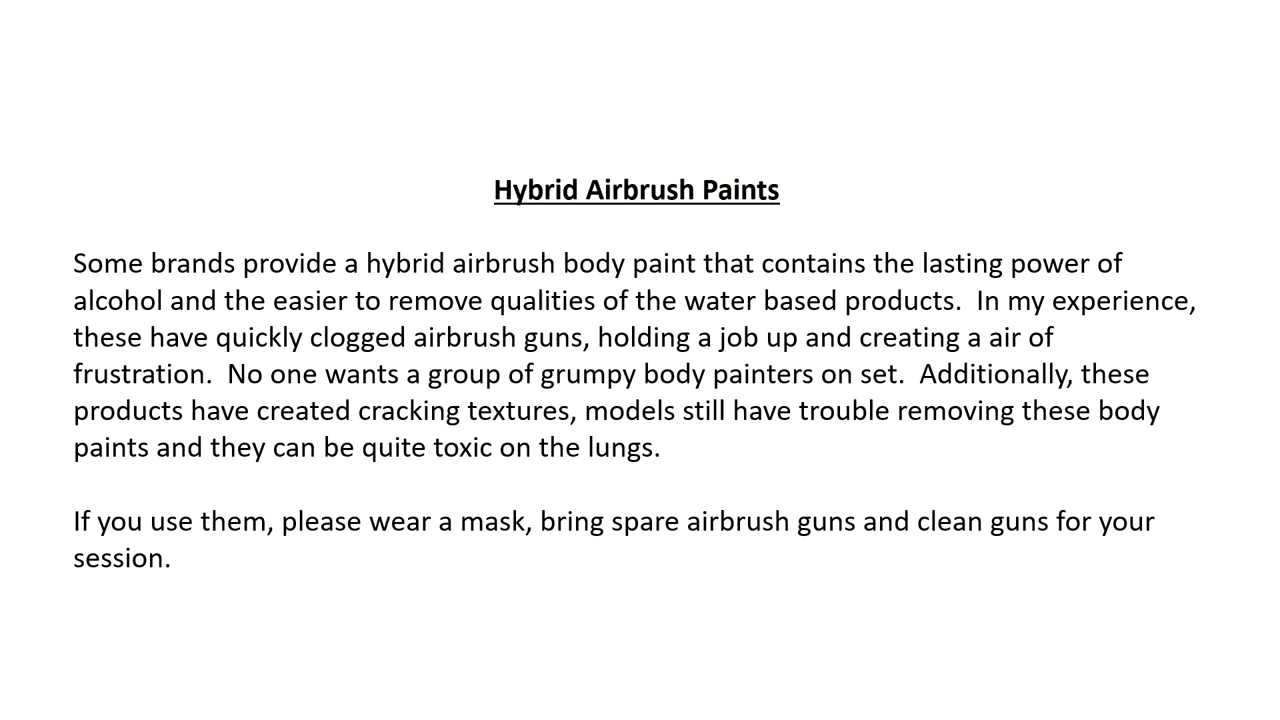 Hybrid Airbrush Paints
Some brands provide a hybrid airbrush body paint that contains the lasting power of
alcohol and the easier to remove qualities of the water based products.  In my experience,
these have quickly clogged airbrush guns, holding a job up and creating a air of
frustration.  No one wants a group of grumpy body painters on set.  Additionally, these
products have created cracking textures, models still have trouble removing these body
paints and they can be quite toxic on the lungs.
If you use them, please wear a mask, bring spare airbrush guns and clean guns for your
session.